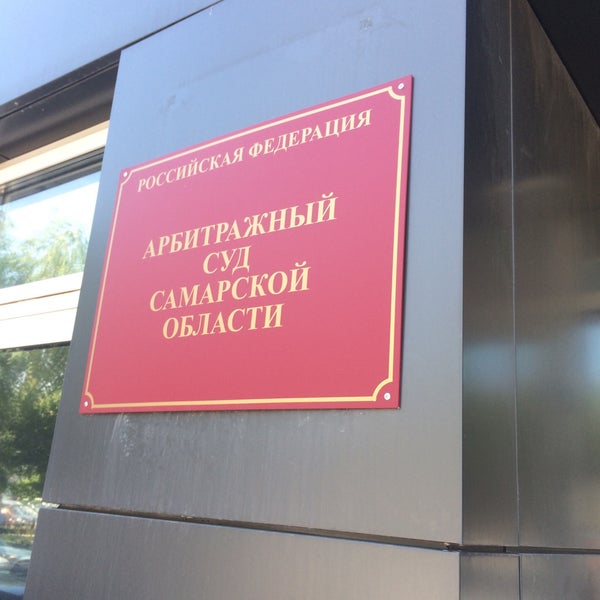 РОССИЙСКАЯ ФЕДЕРАЦИЯ
АРБИТРАЖНЫЙ
СУД
САМАРСКОЙ
ОБЛАСТИ